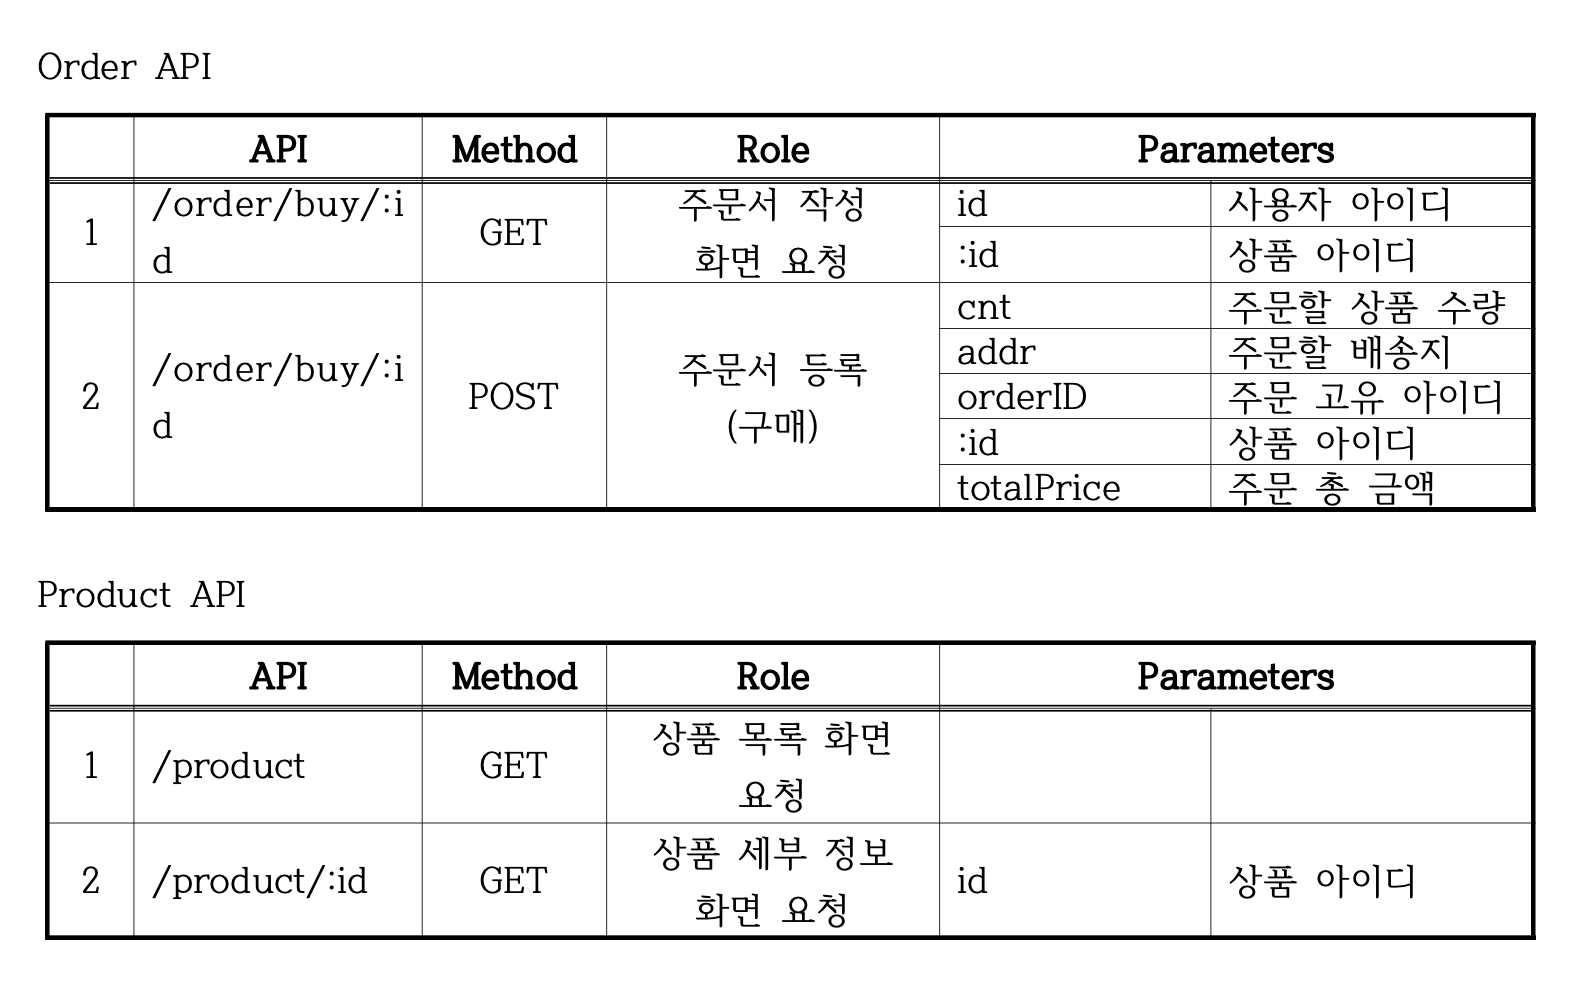 Order API
API Method Role Parameters
1 /order/buy/:i
d GET 주문서 작성
화면 요청 id 사용자 아이디
:id 상품 아이디
2 /order/buy/:i
d POST 주문서 등록
(구매) cnt 주문할 상품 수량
addr 주문할 배송지
orderID 주문 고유 아이디
:id 상품 아이디
totalPrice 주문 총 금액
Product API
API Method Role Parameters
1 /product GET 상품 목록 화면
요청
2 /product/:id GET 상품 세부 정보
화면 요청 id 상품 아이디